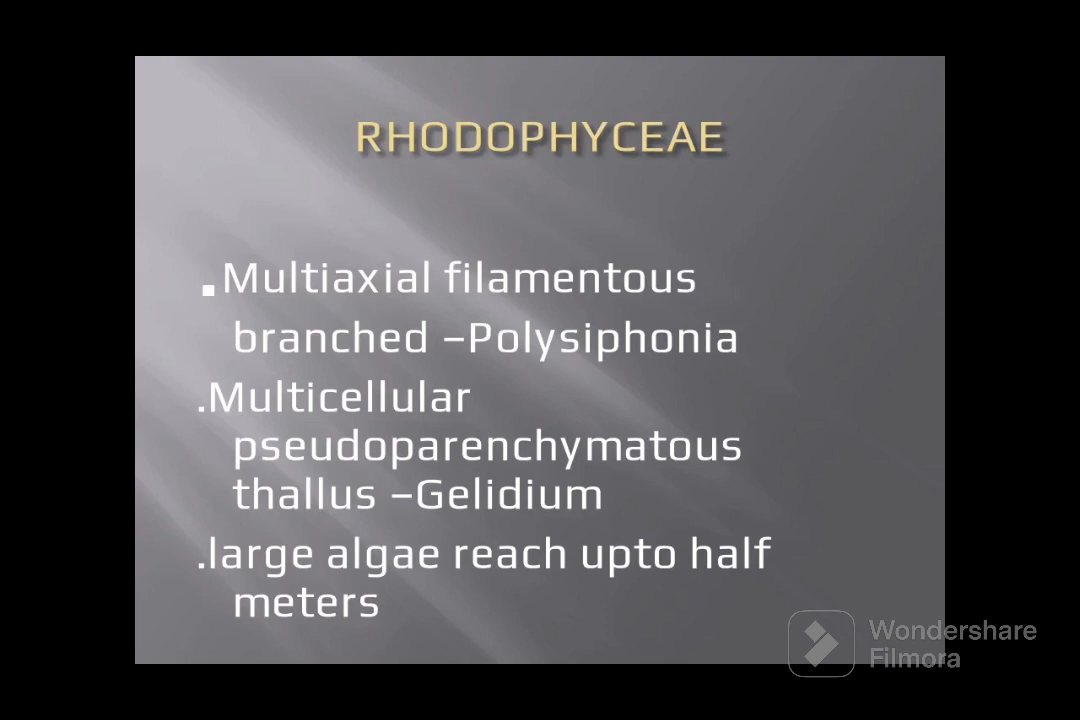 RHODOPHYCEAE
▪Multiaxial filamentous
branched –Polysiphonia
.Multicellular
pseudoparenchymatous
thallus –Gelidium
.large algae reach upto half
meters
Wondershare
Filmora